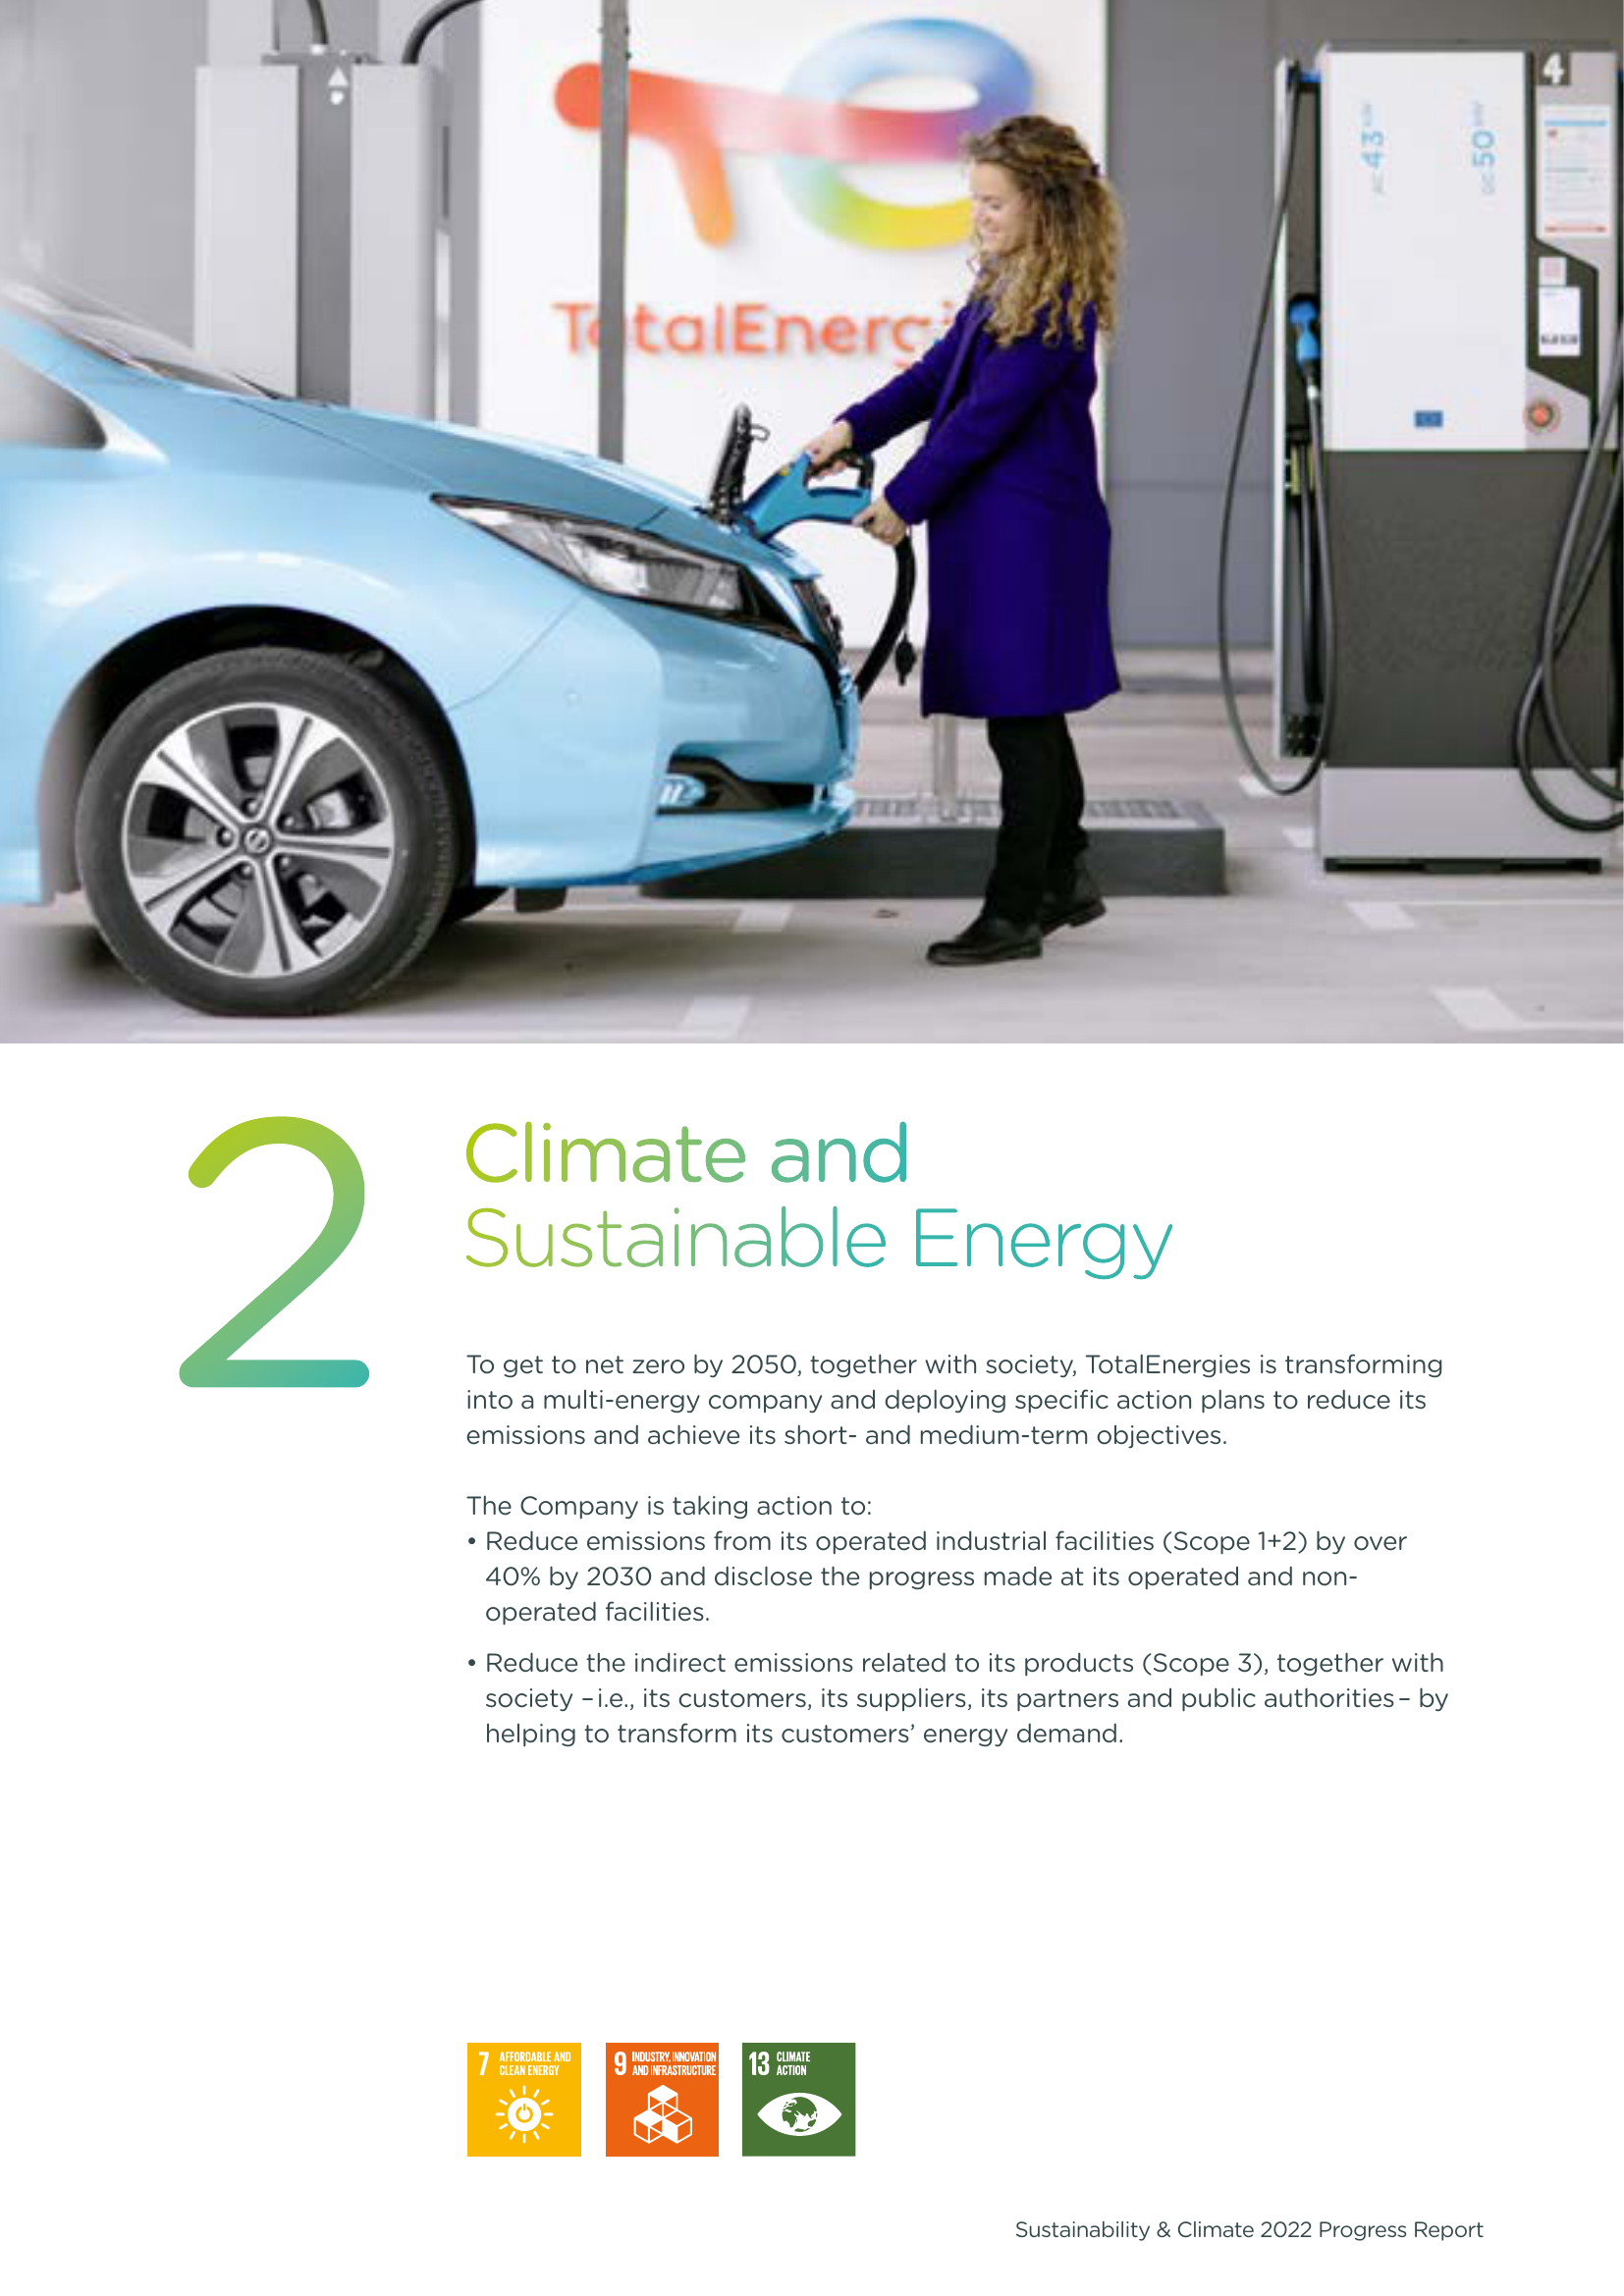 4
AC 43 kW
DC 50 kW
TotalEnergi
2
Climate and
Sustainable Energy
To get to net zero by 2050, together with society, TotalEnergies is transforming
into a multi-energy company and deploying specific action plans to reduce its
emissions and achieve its short- and medium-term objectives.
The Company is taking action to:
• Reduce emissions from its operated industrial facilities (Scope 1+2) by over
40% by 2030 and disclose the progress made at its operated and non-
operated facilities.
• Reduce the indirect emissions related to its products (Scope 3), together with
society – i.e., its customers, its suppliers, its partners and public authorities – by
helping to transform its customers’ energy demand.
7 AFFORDABLE AND
CLEAN ENERGY
9 INDUSTRY, INNOVATION
AND INFRASTRUCTURE
13 CLIMATE
ACTION
Sustainability & Climate 2022 Progress Report